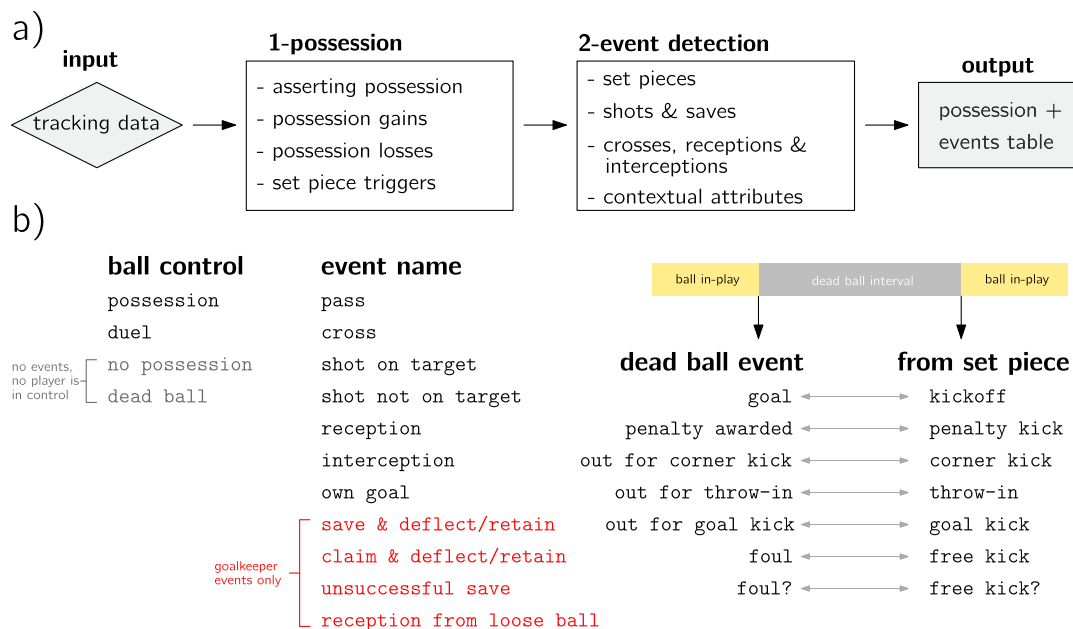 a)
input
tracking data
1-possession
- asserting possession
- possession gains
- possession losses
- set piece triggers
2-event detection
- set pieces
- shots & saves
- crosses, receptions &
interceptions
- contextual attributes
output
possession +
events table
b)
ball control
possession
duel
no possession
dead ball
no events,
no player is
in control
event name
pass
cross
shot on target
shot not on target
reception
interception
own goal
save & deflect/retain
claim & deflect/retain
unsuccessful save
reception from loose ball
goalkeeper
events only
ball in-play dead ball interval ball in-play
dead ball event from set piece
goal kickoff
penalty awarded penalty kick
out for corner kick corner kick
out for throw-in throw-in
out for goal kick goal kick
foul free kick
foul? free kick?